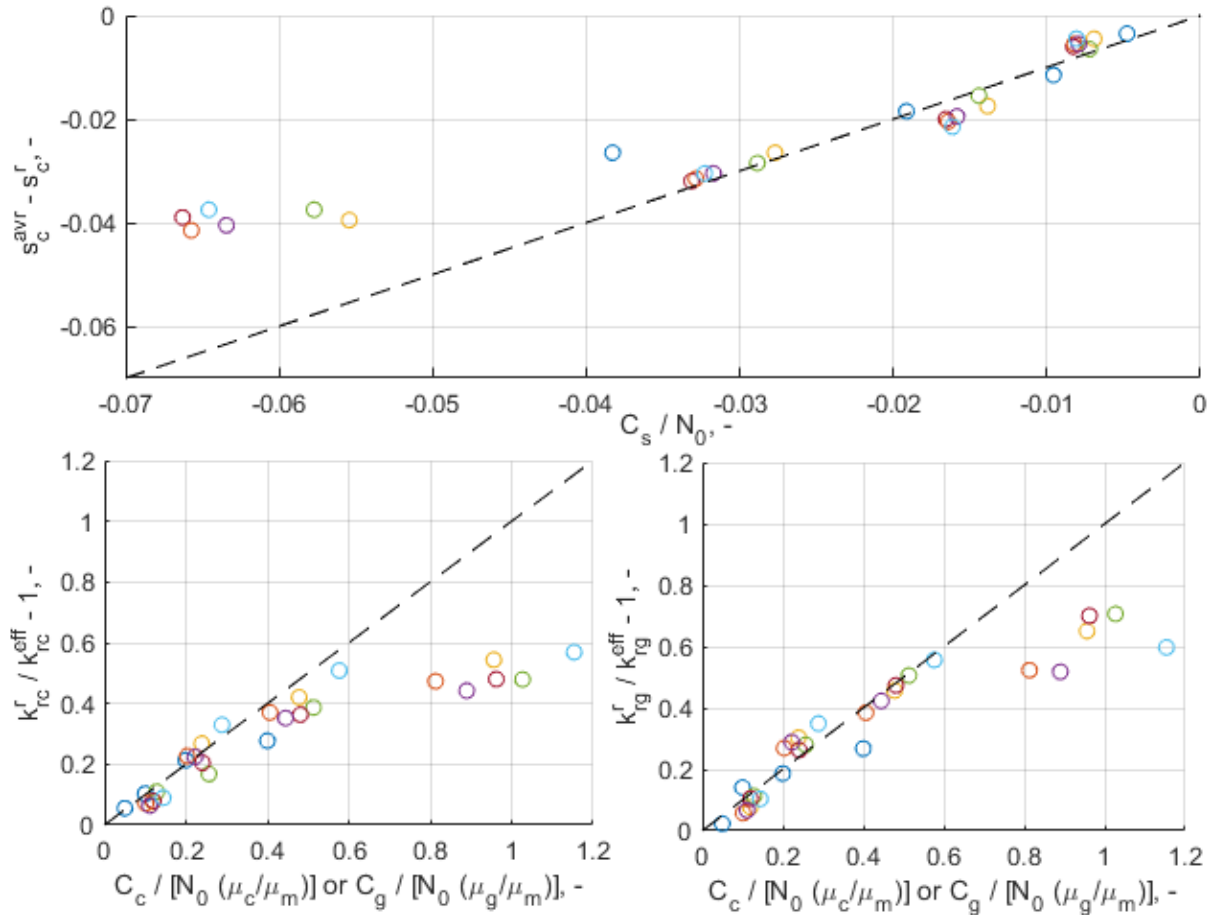 0
-0.02
-0.04
-0.06
s_c^avr - s_c^r, -
-0.07 -0.06 -0.05 -0.04 -0.03 -0.02 -0.01 0
C_s / N_0, -
1.2
1
0.8
0.6
0.4
0.2
0
k_rc^r / k_rc^eff - 1, -
0 0.2 0.4 0.6 0.8 1 1.2
C_c / [N_0 (μ_c/μ_m)] or C_g / [N_0 (μ_g/μ_m)], -
1.2
1
0.8
0.6
0.4
0.2
0
k_rg^r / k_rg^eff - 1, -
0 0.2 0.4 0.6 0.8 1 1.2
C_c / [N_0 (μ_c/μ_m)] or C_g / [N_0 (μ_g/μ_m)], -